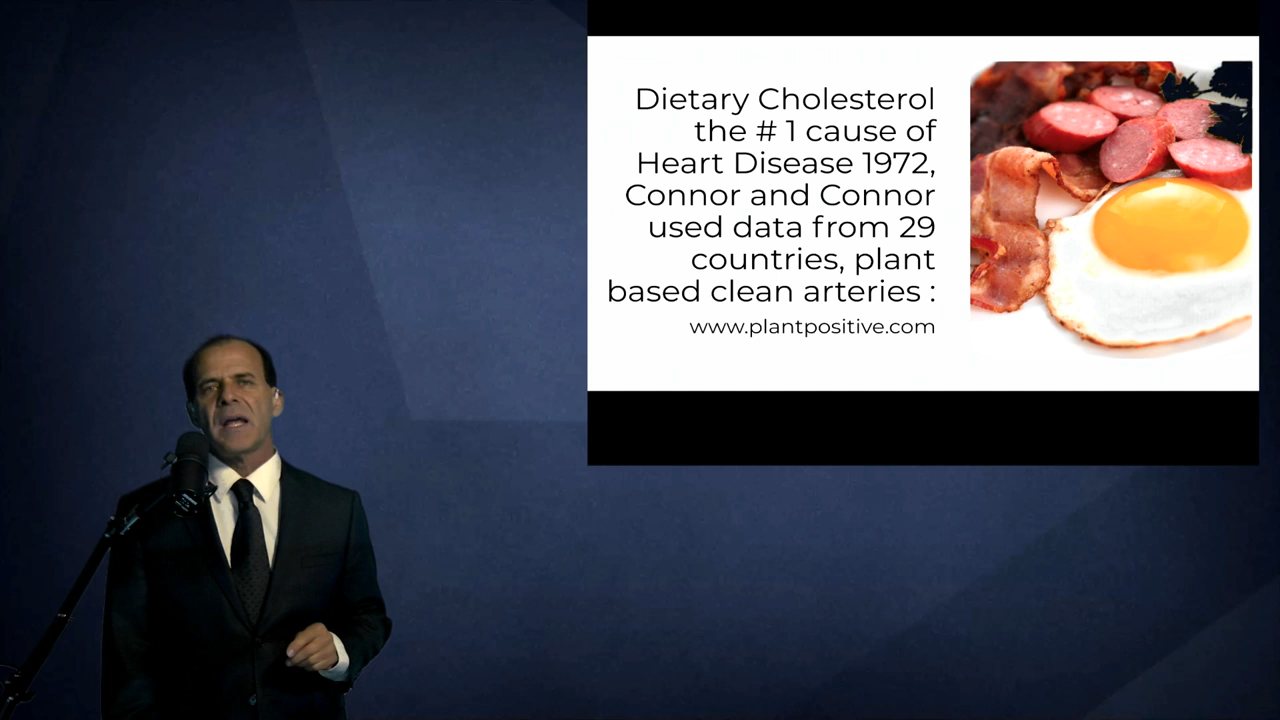 Dietary Cholesterol
the # 1 cause of
Heart Disease 1972,
Connor and Connor
used data from 29
countries, plant
based clean arteries :
www.plantpositive.com